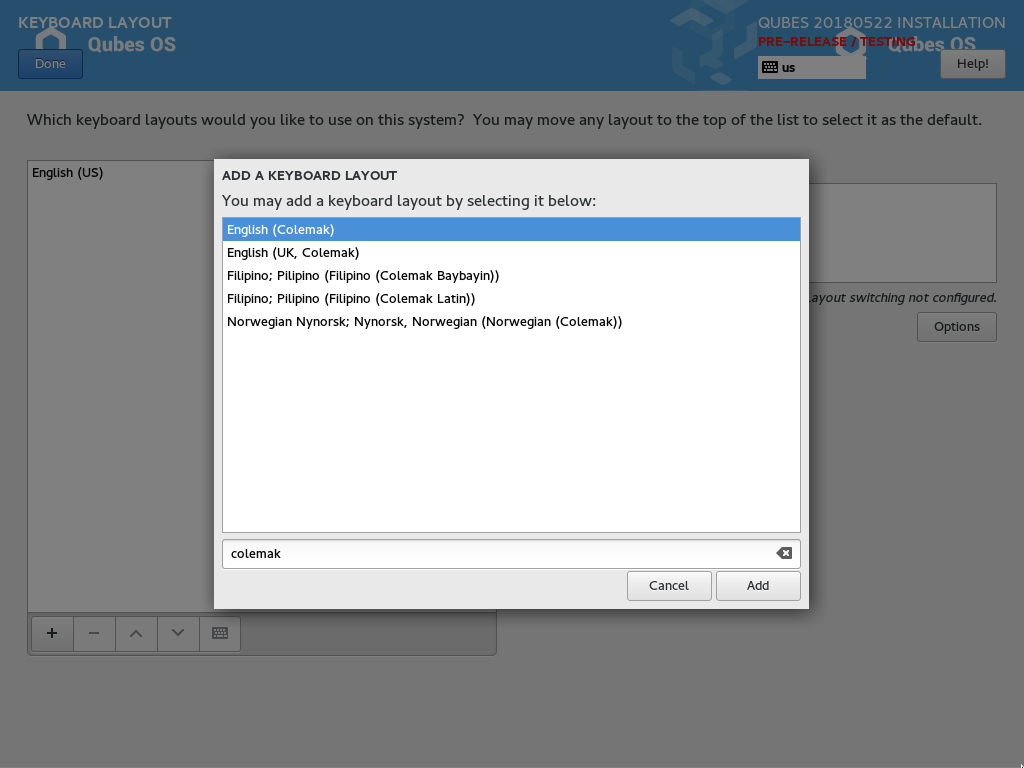 KEYBOARD LAYOUT
Qubes OS
Done
QUBES 20180522 INSTALLATION
PRE-RELEASE / TESTING
Qubes OS
us
Help!
Which keyboard layouts would you like to use on this system?  You may move any layout to the top of the list to select it as the default.
English (US)
ADD A KEYBOARD LAYOUT
You may add a keyboard layout by selecting it below:
English (Colemak)
English (UK, Colemak)
Filipino; Pilipino (Filipino (Colemak Baybayin))
Filipino; Pilipino (Filipino (Colemak Latin))
Norwegian Nynorsk; Nynorsk, Norwegian (Norwegian (Colemak))
colemak
Cancel
Add
ayout switching not configured.
Options